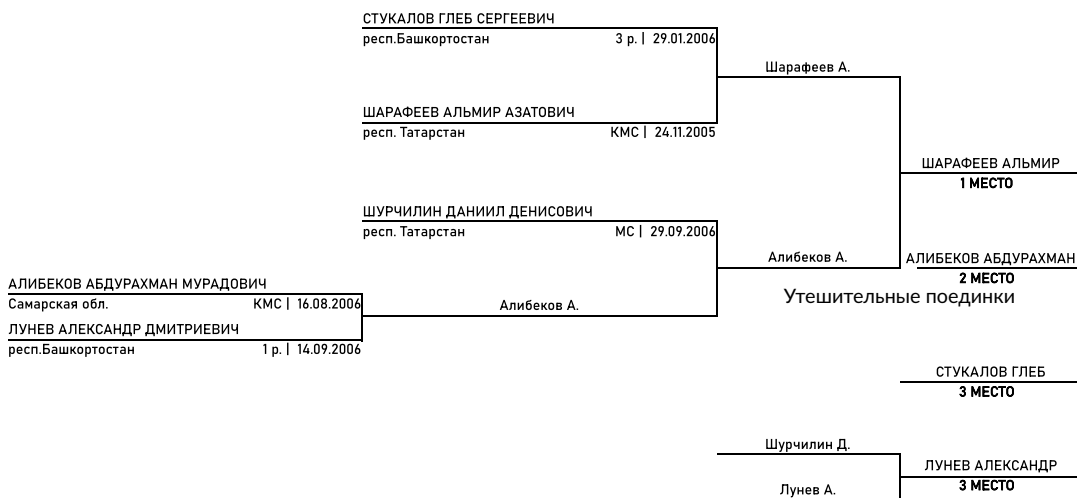 СТУКАЛОВ ГЛЕБ СЕРГЕЕВИЧ
респ.Башкортостан 3 р. | 29.01.2006
Шарафеев А.
ШАРАФЕЕВ АЛЬМИР АЗАТОВИЧ
респ. Татарстан КМС | 24.11.2005
ШАРАФЕЕВ АЛЬМИР
1 МЕСТО
ШУРЧИЛИН ДАНИИЛ ДЕНИСОВИЧ
респ. Татарстан МС | 29.09.2006
Алибеков А.
АЛИБЕКОВ АБДУРАХМАН
2 МЕСТО
АЛИБЕКОВ АБДУРАХМАН МУРАДОВИЧ
Самарская обл. КМС | 16.08.2006
Алибеков А.
ЛУНЕВ АЛЕКСАНДР ДМИТРИЕВИЧ
респ.Башкортостан 1 р. | 14.09.2006
Утешительные поединки
СТУКАЛОВ ГЛЕБ
3 МЕСТО
Шурчилин Д.
ЛУНЕВ АЛЕКСАНДР
3 МЕСТО
Лунев А.